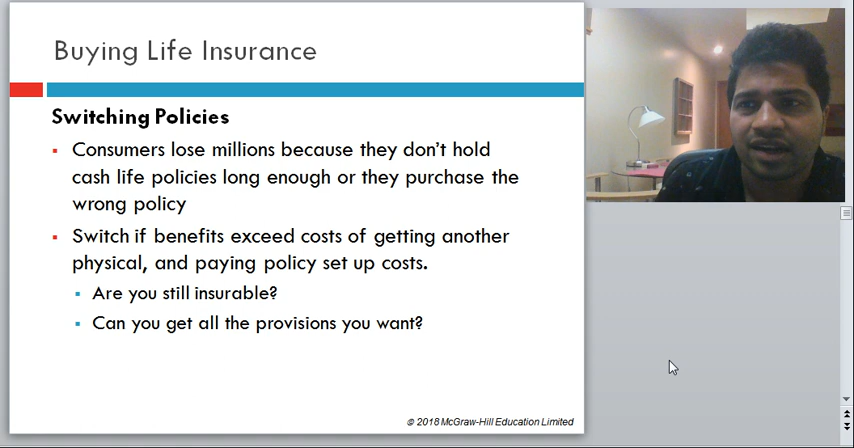 Buying Life Insurance
Switching Policies
▪ Consumers lose millions because they don't hold
cash life policies long enough or they purchase the
wrong policy
▪ Switch if benefits exceed costs of getting another
physical, and paying policy set up costs.
▪ Are you still insurable?
▪ Can you get all the provisions you want?
© 2018 McGraw-Hill Education Limited